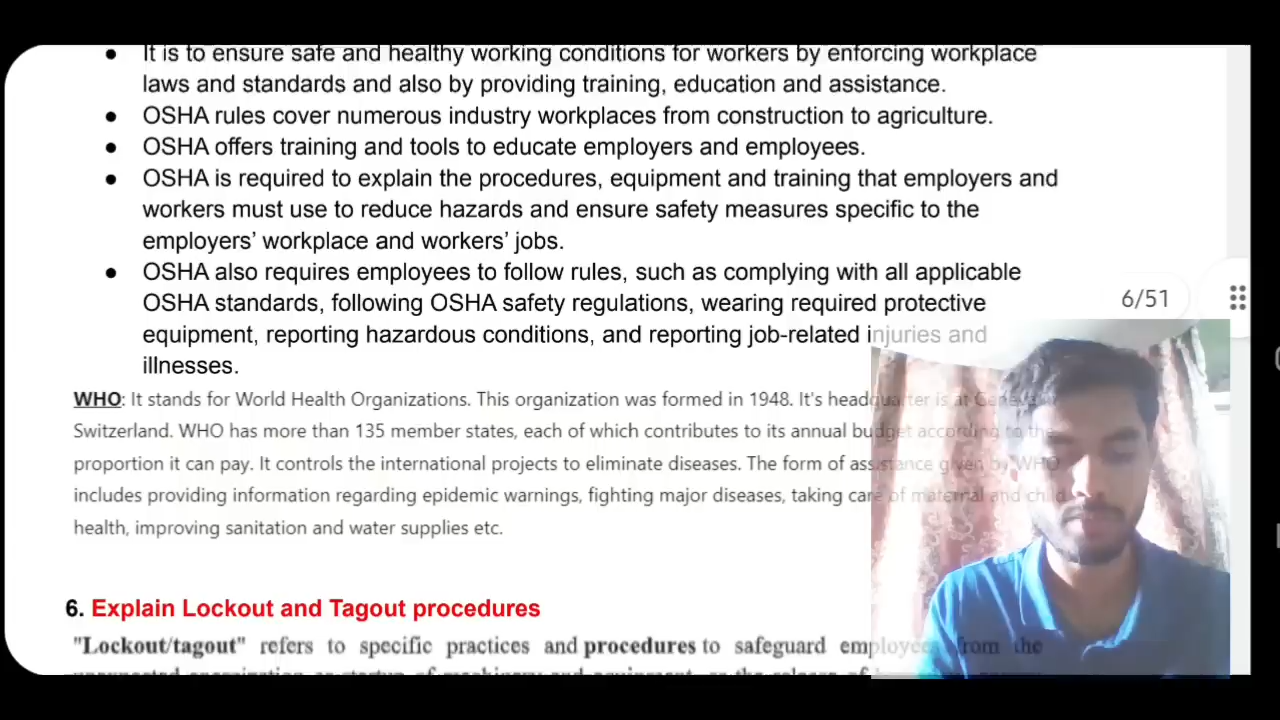 • It is to ensure safe and healthy working conditions for workers by enforcing workplace
laws and standards and also by providing training, education and assistance.
• OSHA rules cover numerous industry workplaces from construction to agriculture.
• OSHA offers training and tools to educate employers and employees.
• OSHA is required to explain the procedures, equipment and training that employers and
workers must use to reduce hazards and ensure safety measures specific to the
employers’ workplace and workers’ jobs.
• OSHA also requires employees to follow rules, such as complying with all applicable
OSHA standards, following OSHA safety regulations, wearing required protective
equipment, reporting hazardous conditions, and reporting job-related injuries and
illnesses.
6/51
WHO: It stands for World Health Organizations. This organization was formed in 1948. It's headquarter is at Geneva,
Switzerland. WHO has more than 135 member states, each of which contributes to its annual budget according to the
proportion it can pay. It controls the international projects to eliminate diseases. The form of assistance given by WHO
includes providing information regarding epidemic warnings, fighting major diseases, taking care of maternal and child
health, improving sanitation and water supplies etc.
6. Explain Lockout and Tagout procedures
"Lockout/tagout" refers to specific practices and procedures to safeguard employees from the